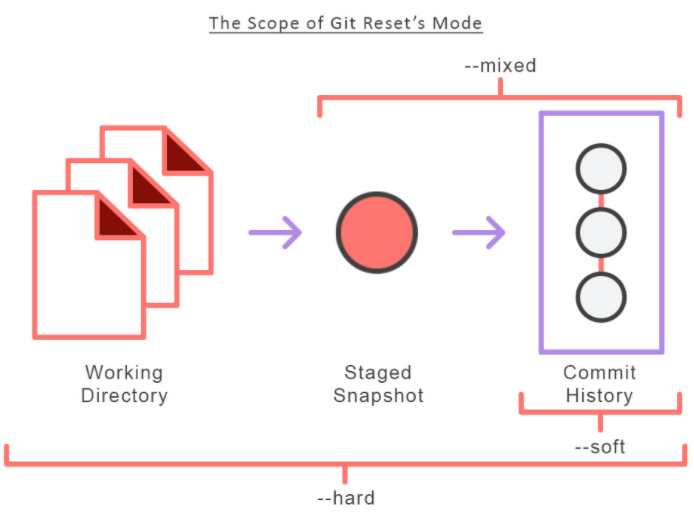 The Scope of Git Reset's Mode
--mixed
Working
Directory
Staged
Snapshot
Commit
History
--soft
--hard